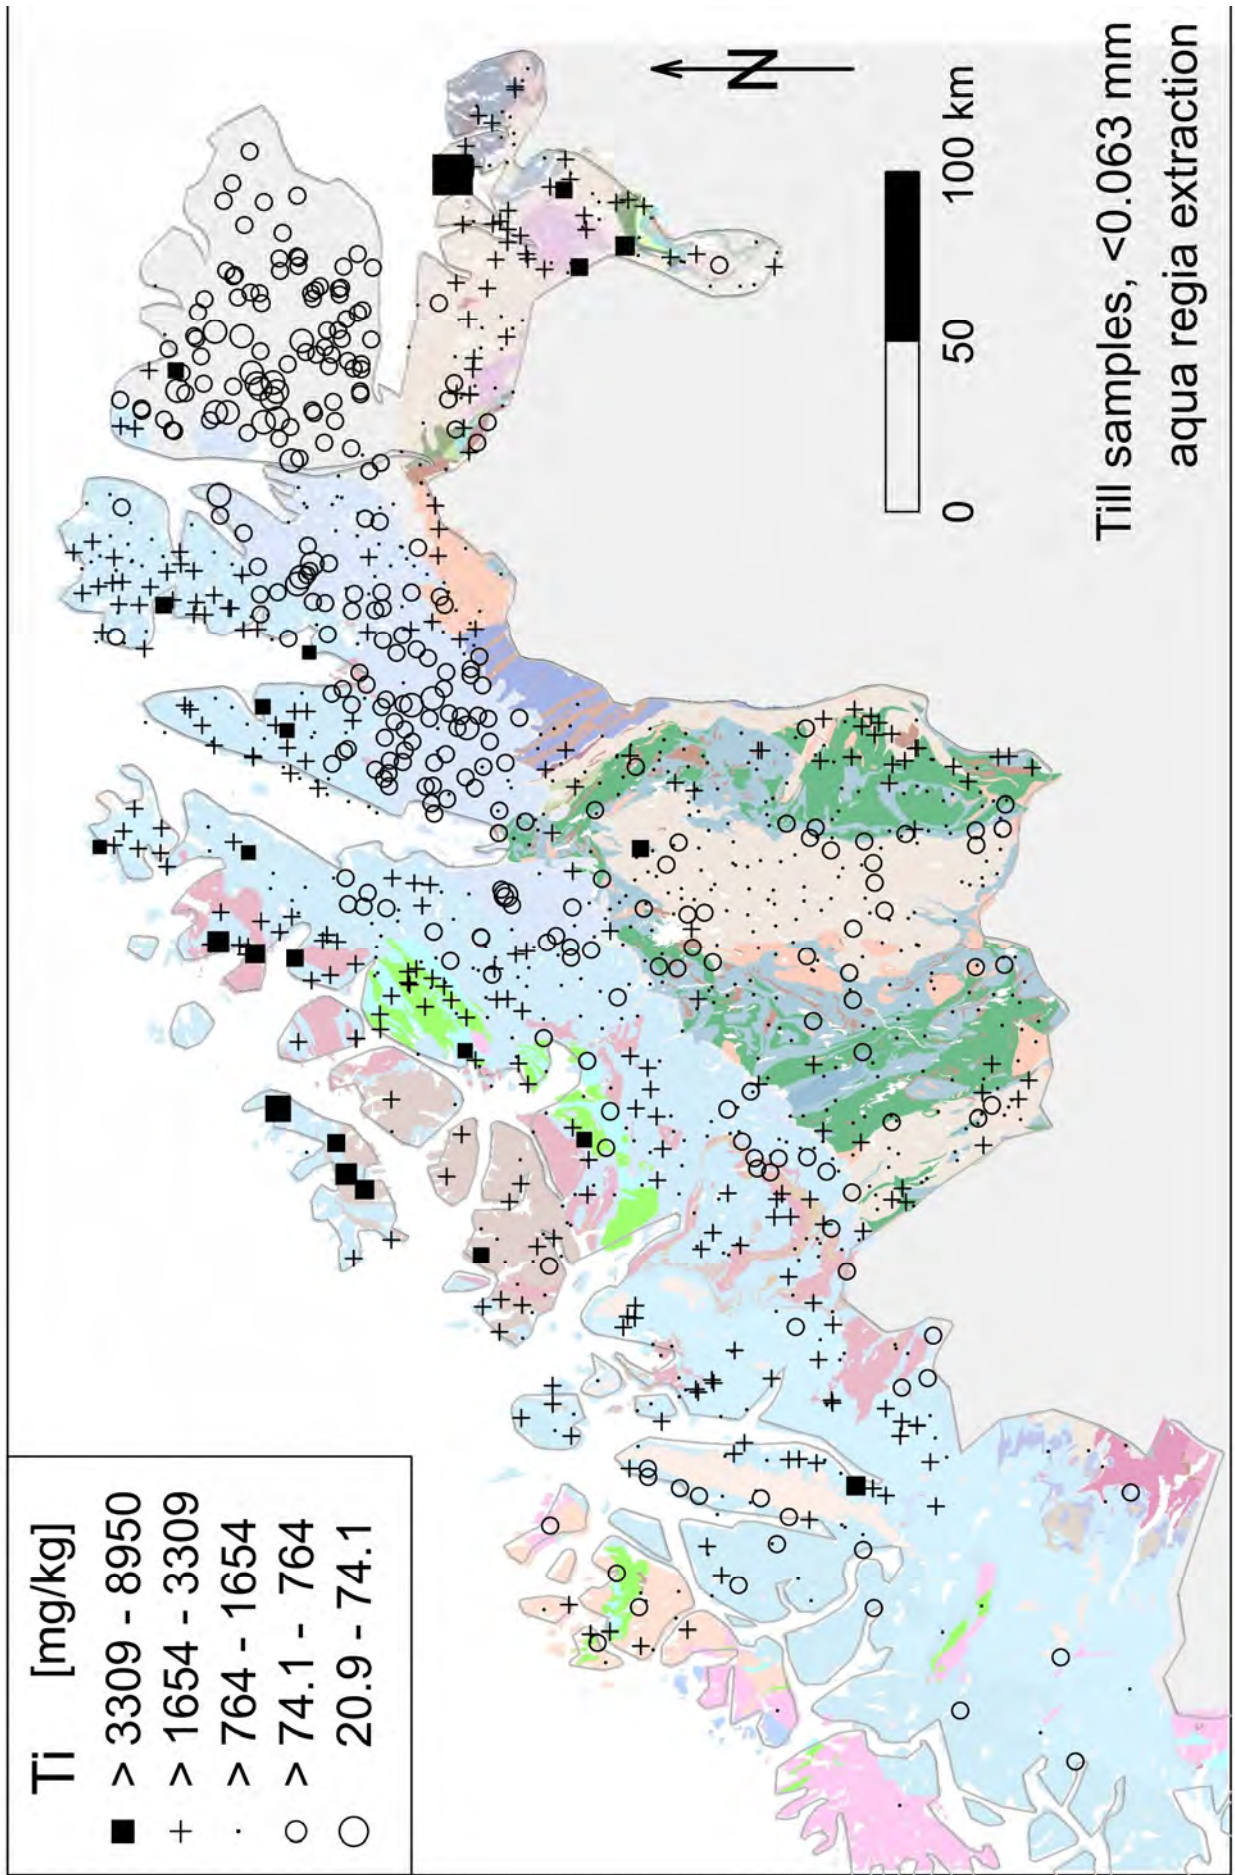 Ti [mg/kg]
> 3309 - 8950
> 1654 - 3309
> 764 - 1654
> 74.1 - 764
20.9 - 74.1
N
0 50 100 km
Till samples, <0.063 mm
aqua regia extraction